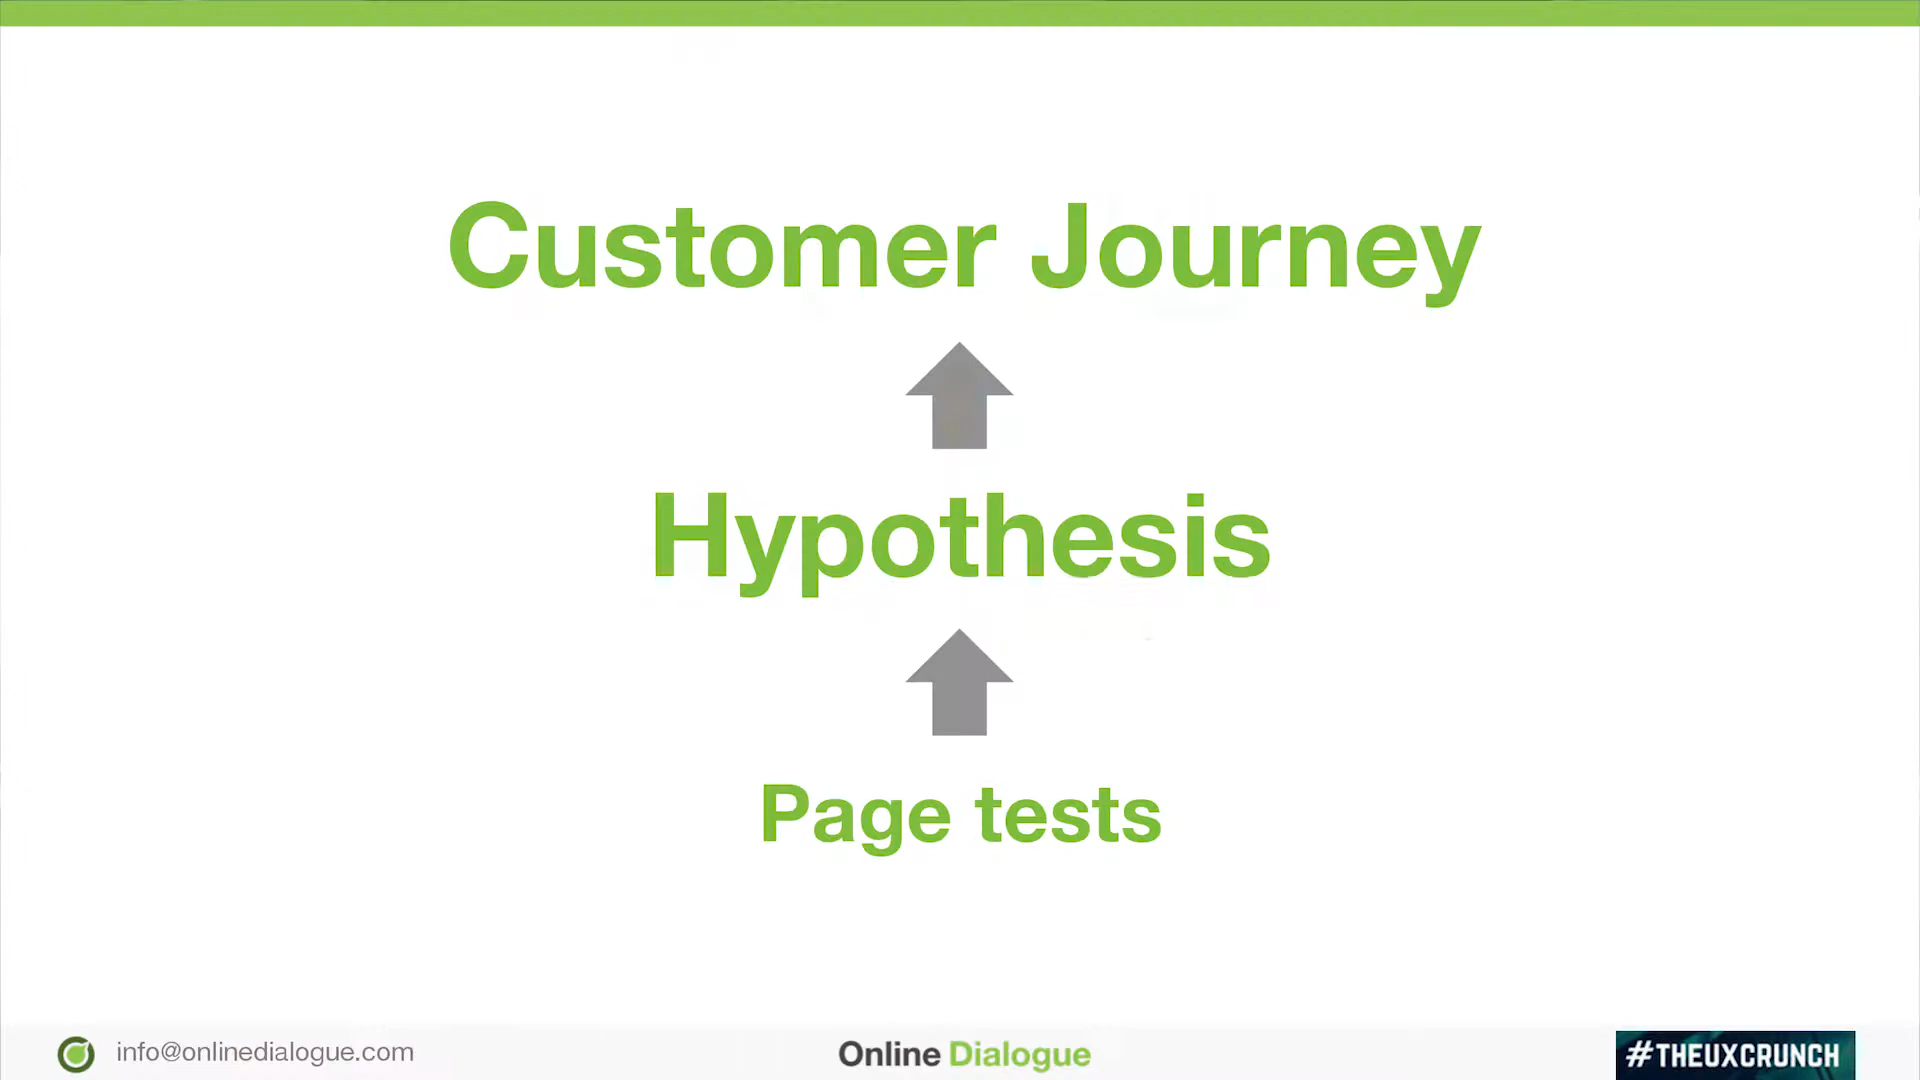 Customer Journey
Hypothesis
Page tests
info@onlinedialogue.com
Online Dialogue
#THEUXCRUNCH